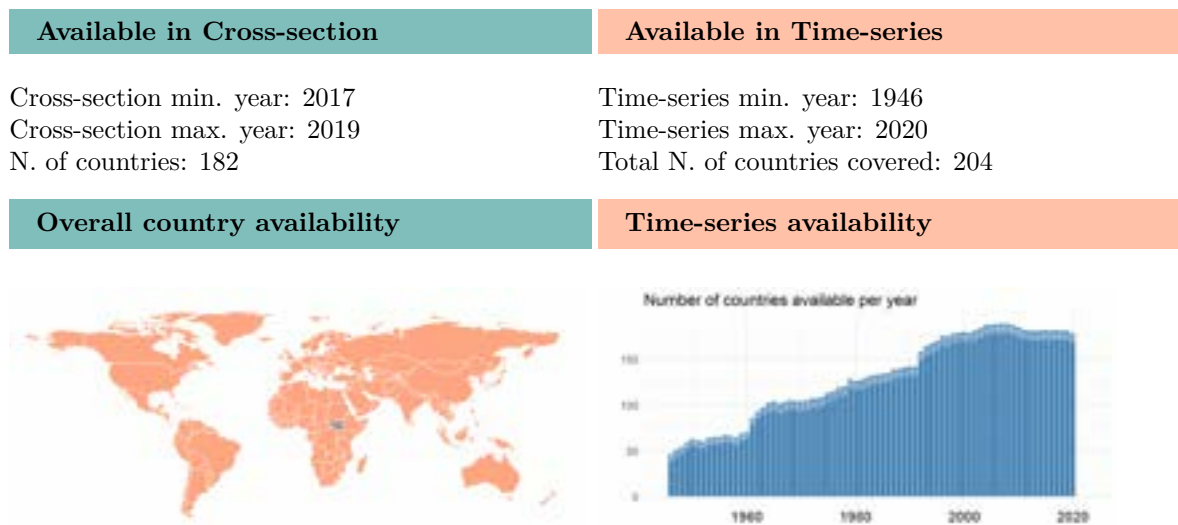 Available in Cross-section
Available in Time-series
Cross-section min. year: 2017
Cross-section max. year: 2019
N. of countries: 182
Time-series min. year: 1946
Time-series max. year: 2020
Total N. of countries covered: 204
Overall country availability
Time-series availability
Number of countries available per year
150
100
50
0
1960 1980 2000 2020